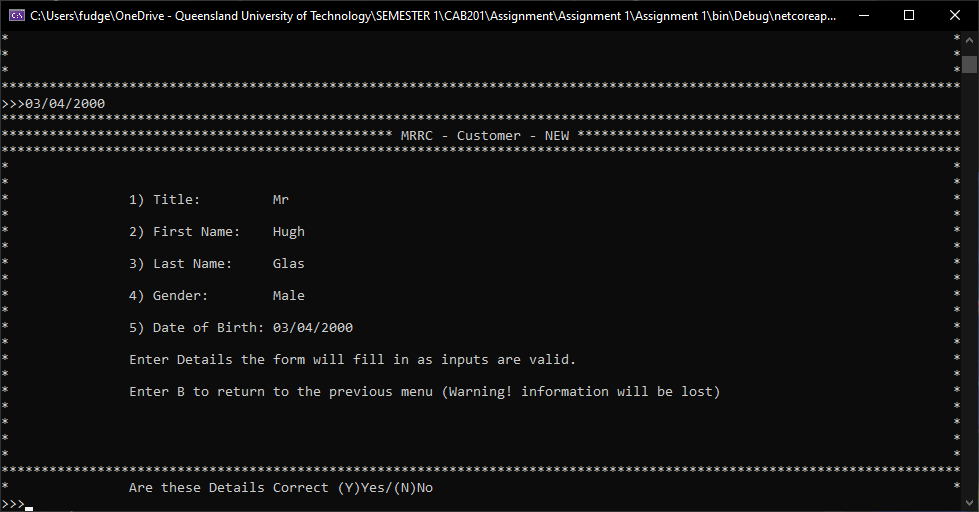 C:\Users\fudge\OneDrive - Queensland University of Technology\SEMESTER 1\CAB201\Assignment\Assignment 1\Assignment 1\bin\Debug\netcoreap...
* *
* *
* *
************************************************************************************************************************
>>>03/04/2000
************************************************************************************************************************
************************************************* MRRC - Customer - NEW ************************************************
************************************************************************************************************************
* *
* *
* 1) Title: Mr *
* *
* 2) First Name: Hugh *
* *
* 3) Last Name: Glas *
* *
* 4) Gender: Male *
* *
* 5) Date of Birth: 03/04/2000 *
* *
* Enter Details the form will fill in as inputs are valid. *
* *
* Enter B to return to the previous menu (Warning! information will be lost) *
* *
* *
* *
* *
************************************************************************************************************************
* Are these Details Correct (Y)Yes/(N)No *
>>>